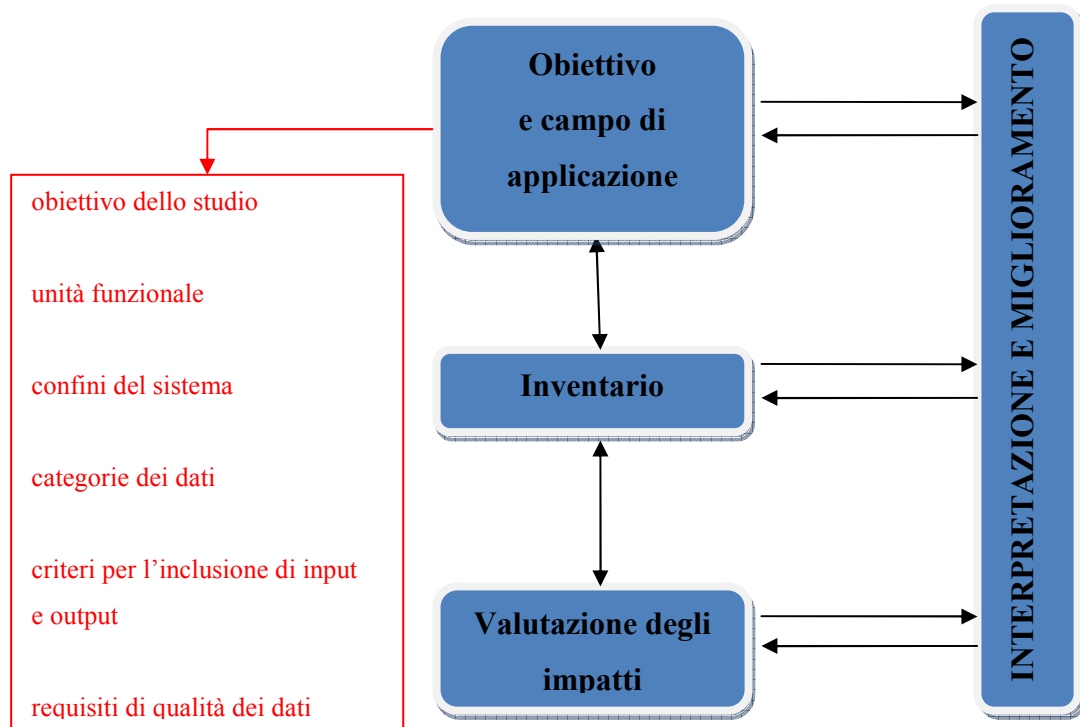 Obiettivo
e campo di
applicazione
INTERPRETAZIONE E MIGLIORAMENTO
obiettivo dello studio
unità funzionale
confini del sistema
categorie dei dati
criteri per l’inclusione di input
e output
requisiti di qualità dei dati
Inventario
Valutazione degli
impatti